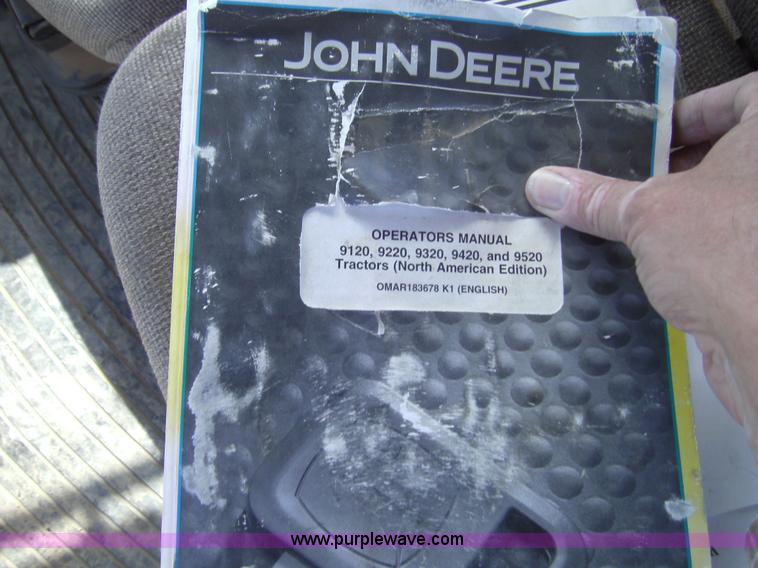 JOHN DEERE
OPERATORS MANUAL
9120, 9220, 9320, 9420, and 9520
Tractors (North American Edition)
OMAR183678 K1 (ENGLISH)
www.purplewave.com